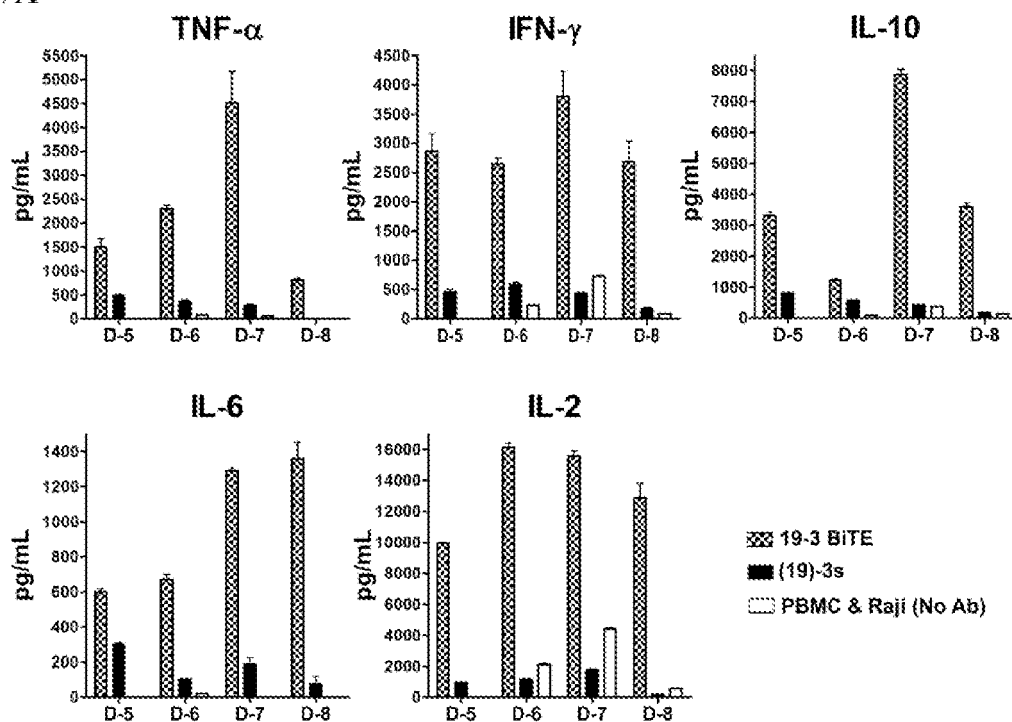 TNF-α
5500
5000
4500
4000
3500
3000
2500
2000
1500
1000
500
0
pg/mL
D-5 D-6 D-7 D-8
IFN-γ
4500
4000
3500
3000
2500
2000
1500
1000
500
0
pg/mL
D-5 D-6 D-7 D-8
IL-10
8000
7000
6000
5000
4000
3000
2000
1000
0
pg/mL
D-5 D-6 D-7 D-8
IL-6
1400
1200
1000
800
600
400
200
0
pg/mL
D-5 D-6 D-7 D-8
IL-2
16000
14000
12000
10000
8000
6000
4000
2000
0
pg/mL
D-5 D-6 D-7 D-8
19-3 BiTE
(19)-3s
PBMC & Raji (No Ab)